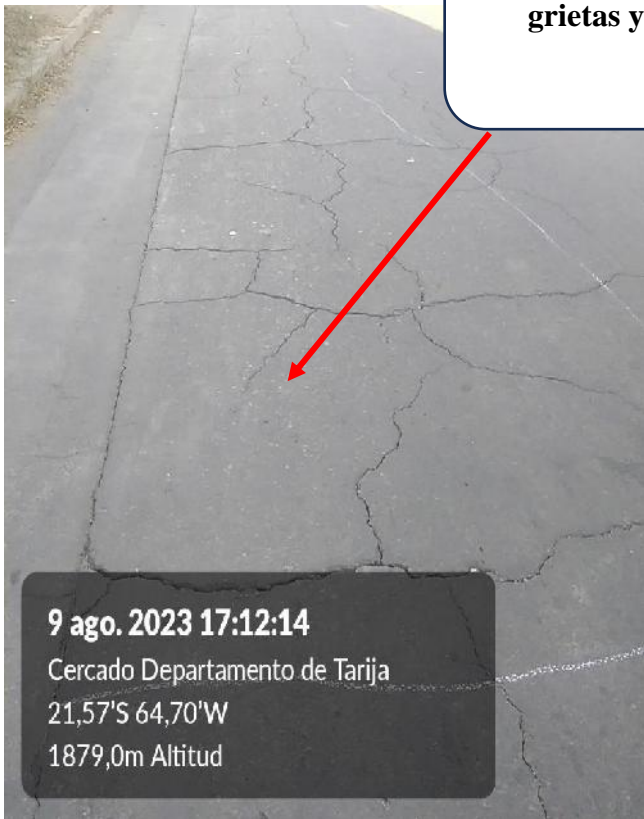 grietas y
9 ago. 2023 17:12:14
Cercado Departamento de Tarija
21,57'S 64,70'W
1879,0m Altitud